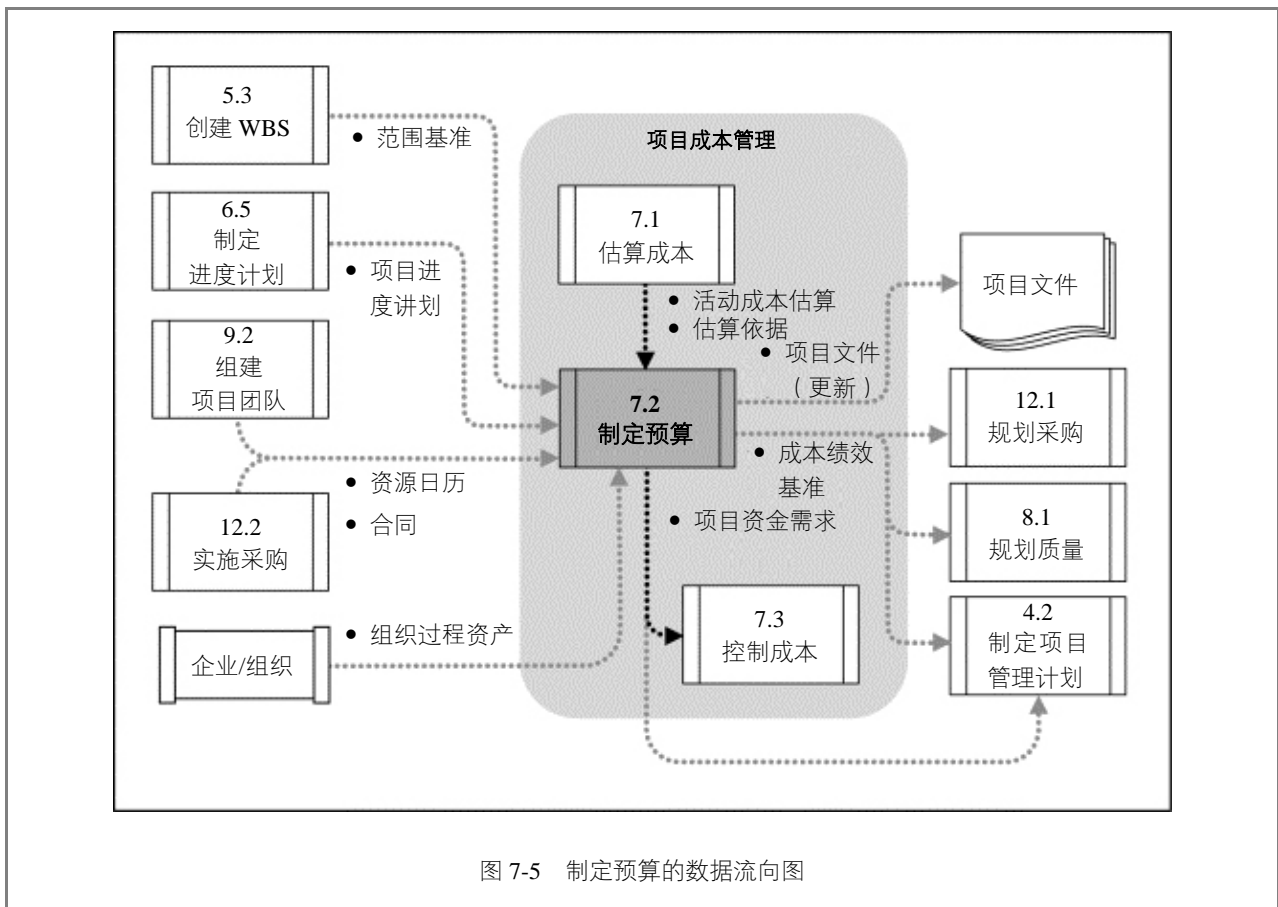 5.3
创建 WBS
• 范围基准
6.5
制定
进度计划
• 项目进
度讲划
9.2
组建
项目团队
12.2
实施采购
• 资源日历
• 合同
企业/组织
• 组织过程资产
项目成本管理
7.1
估算成本
• 活动成本估算
• 估算依据
• 项目文件
（更新）
7.2
制定预算
• 成本绩效
基准
• 项目资金需求
7.3
控制成本
项目文件
12.1
规划采购
8.1
规划质量
4.2
制定项目
管理计划
图 7-5 制定预算的数据流向图